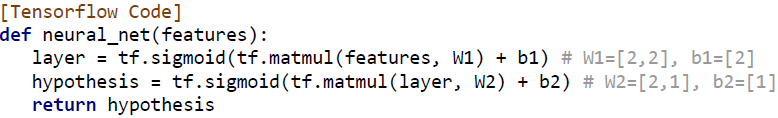 [Tensorflow Code]
def neural_net(features):
    layer = tf.sigmoid(tf.matmul(features, W1) + b1) # W1=[2,2], b1=[2]
    hypothesis = tf.sigmoid(tf.matmul(layer, W2) + b2) # W2=[2,1], b2=[1]
    return hypothesis